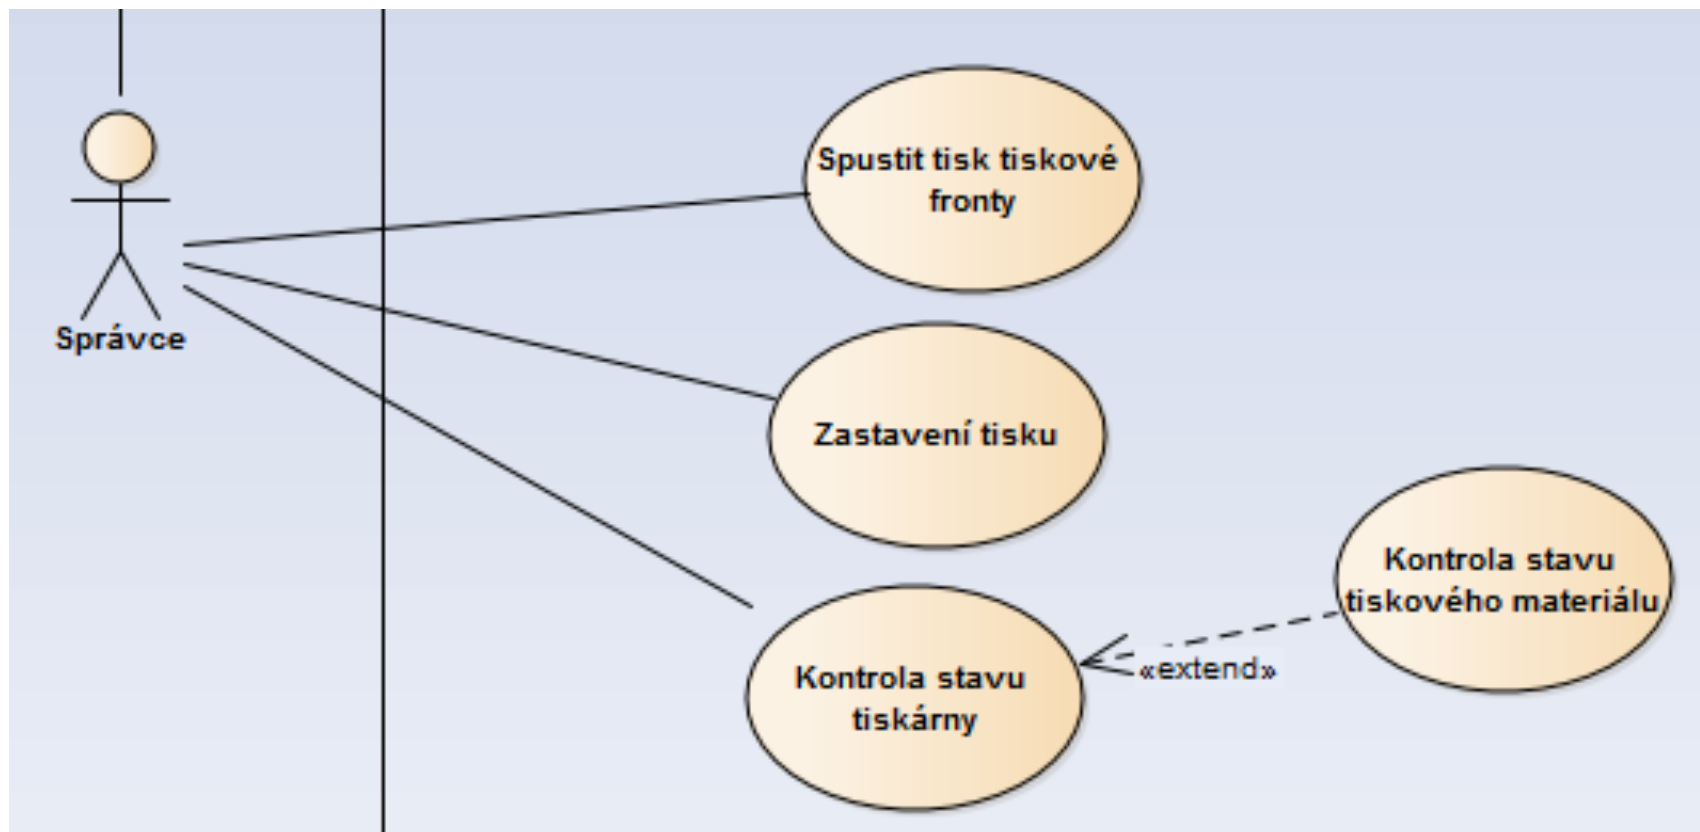 Spustit tisk tiskové
fronty
Správce
Zastavení tisku
Kontrola stavu
tiskového materiálu
«extend»
Kontrola stavu
tiskárny